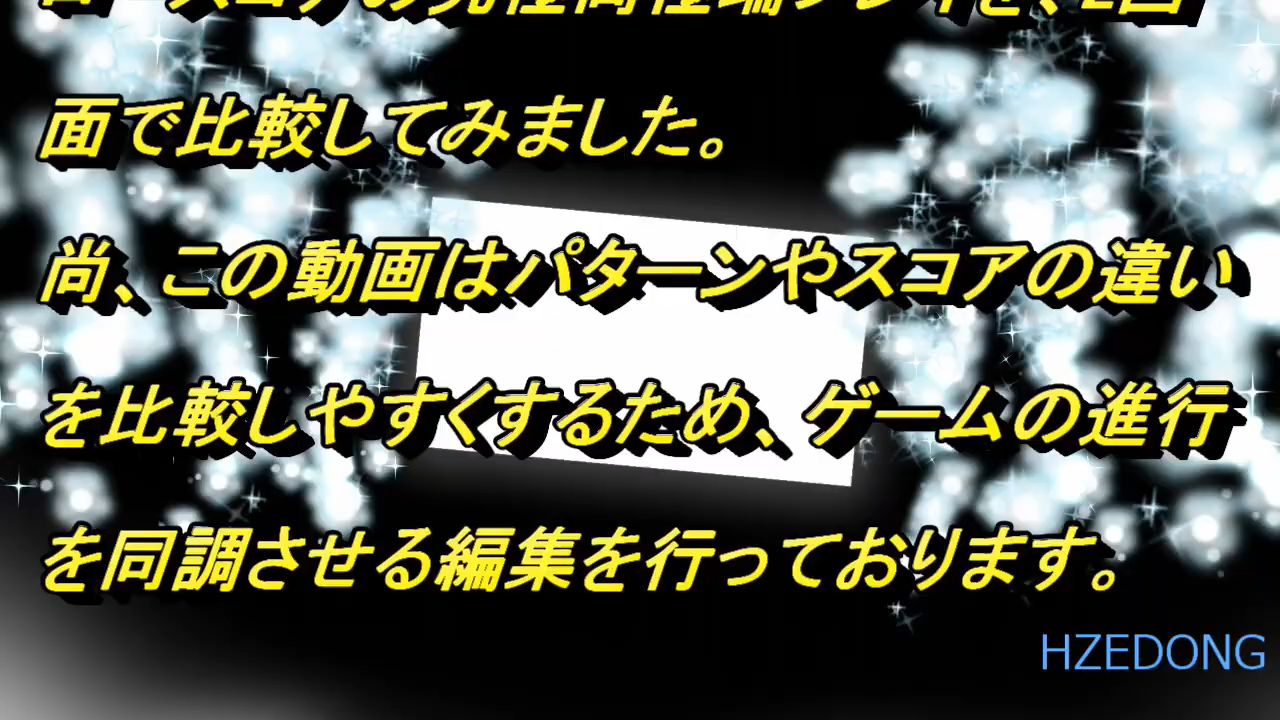 面で比較してみました。
尚、この動画はパターンやスコアの違い
を比較しやすくするため、ゲームの進行
を同調させる編集を行っております。
HZEDONG